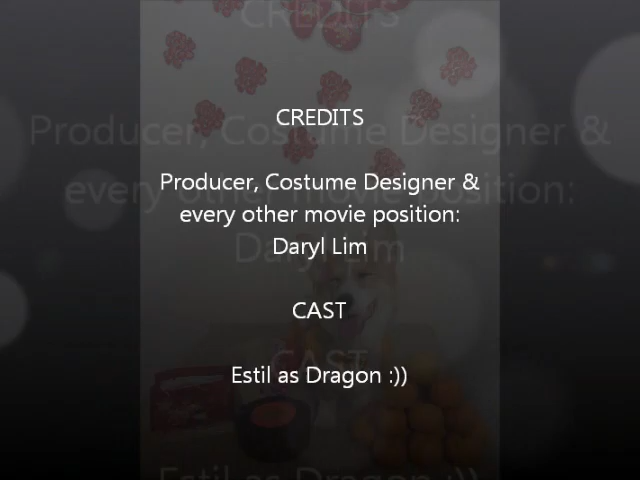 CREDITS
Producer, Costume Designer &
every other movie position:
Daryl Lim
CAST
Estil as Dragon :))